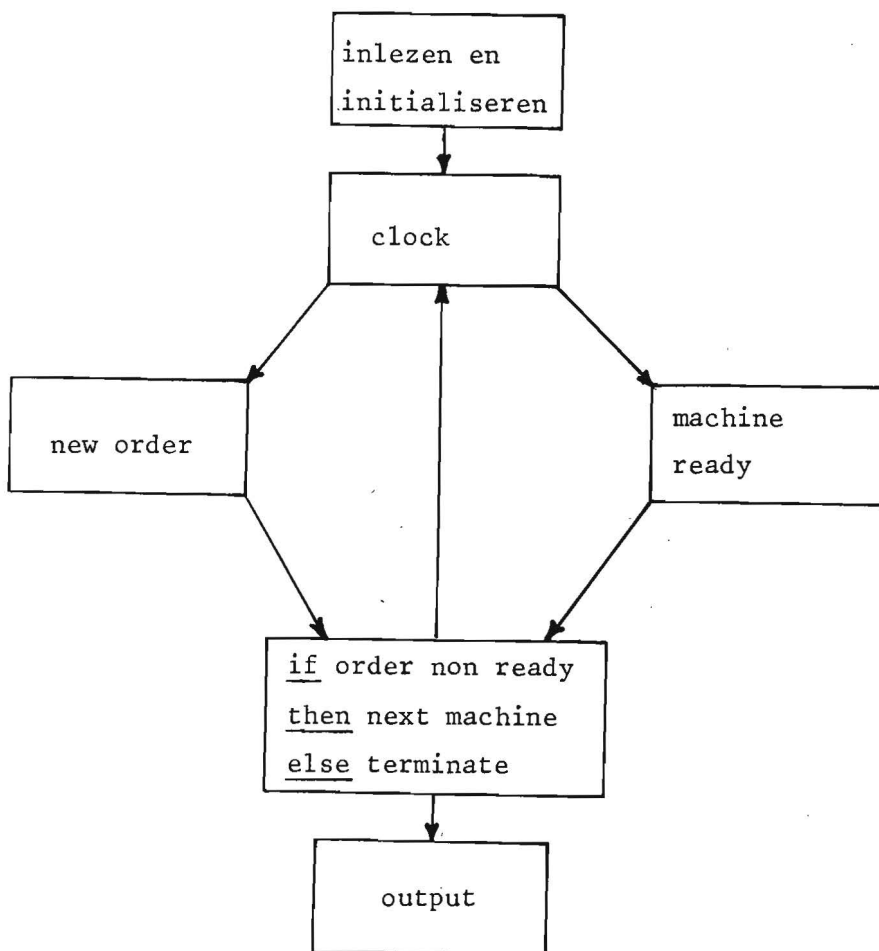 inlezen en
initialiseren
clock
new order
machine
ready
if order non ready
then next machine
else terminate
output